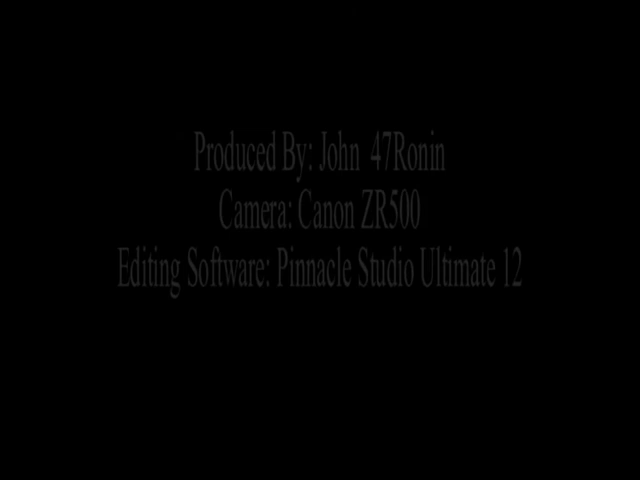 Produced By: John 47Ronin
Camera: Canon ZR500
Editing Software: Pinnacle Studio Ultimate 12